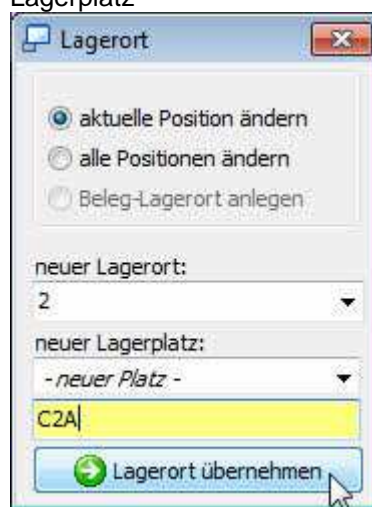 Lagerplatz
Lagerort
aktuelle Position ändern
alle Positionen ändern
Beleg-Lagerort anlegen
neuer Lagerort:
2
neuer Lagerplatz:
- neuer Platz -
C2A
Lagerort übernehmen